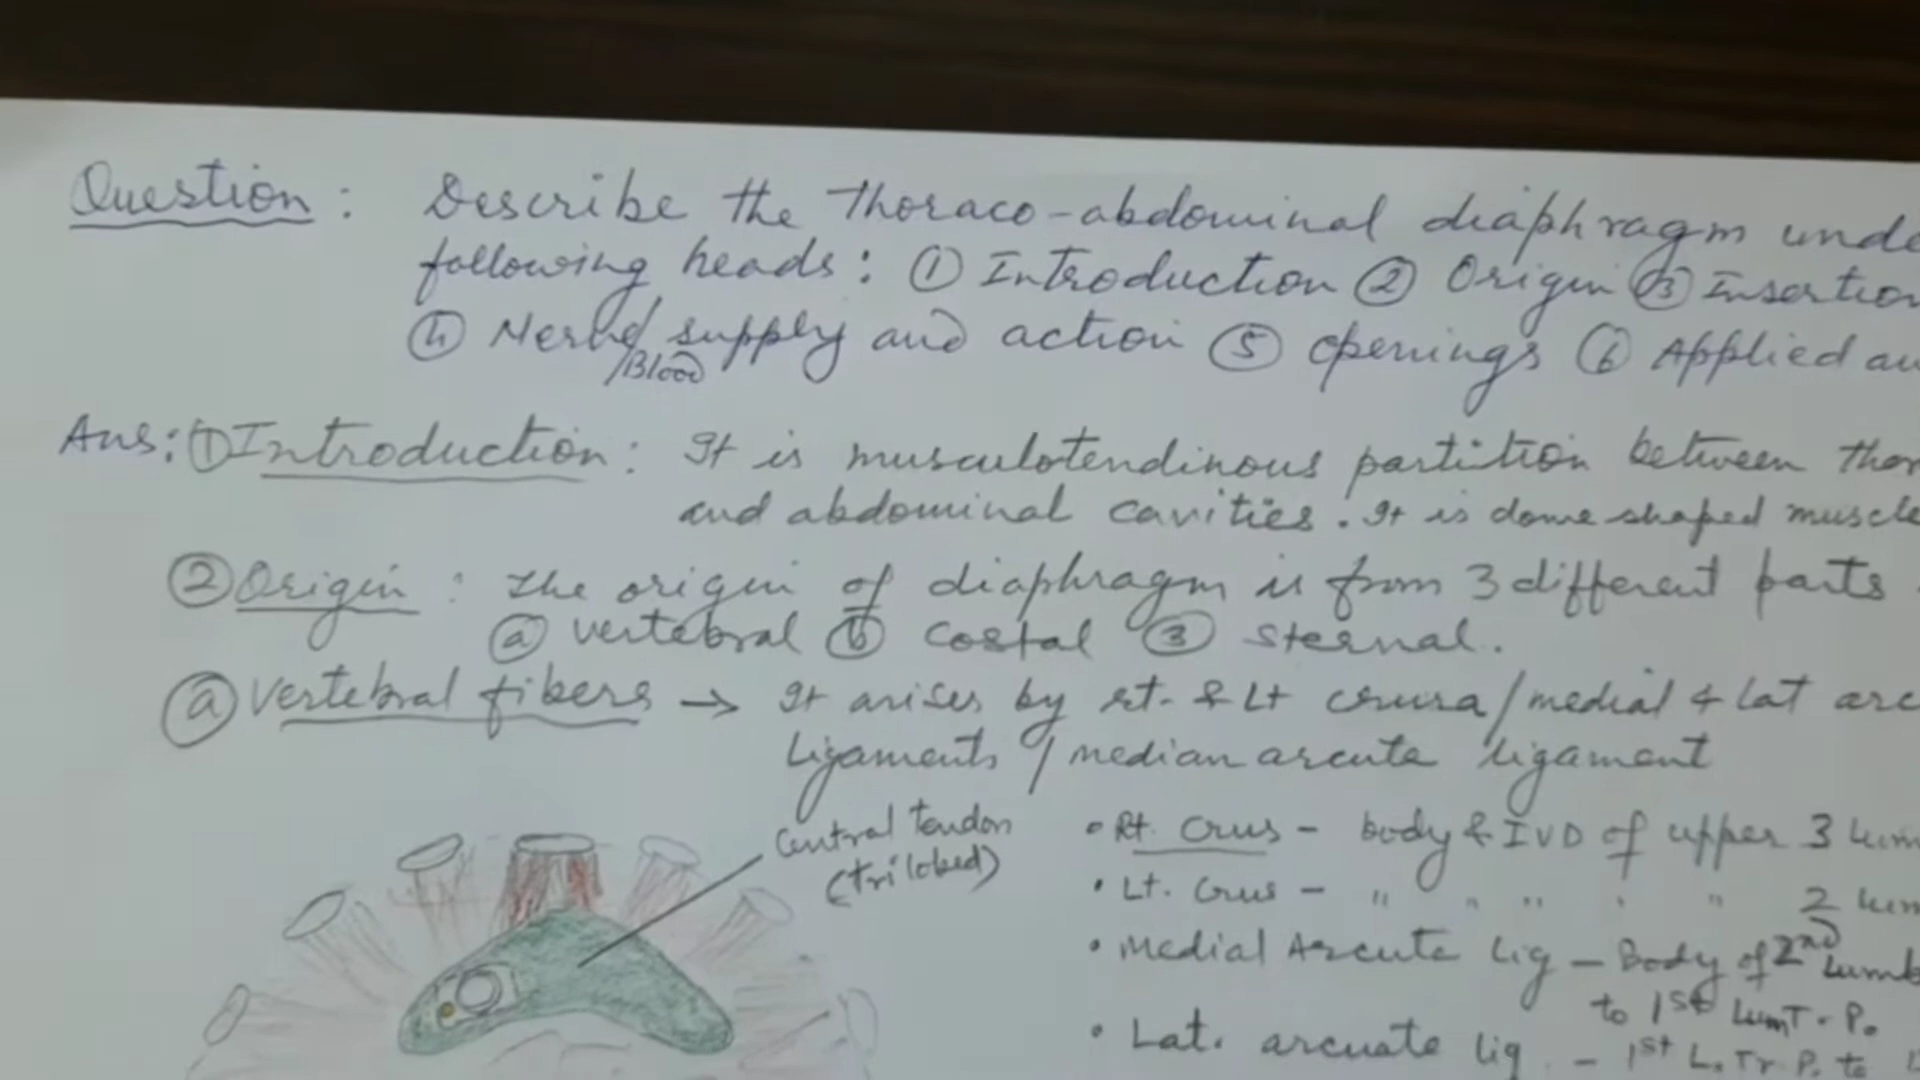 Question: Describe the Thoraco-abdominal diaphragm unde
following heads: ① Introduction ② Origin ③ Insertion
④ Nerve/Blood supply and action ⑤ openings ⑥ Applied an
Ans: ① Introduction: It is musculotendinous partition between thor
and abdominal cavities. It is dome shaped muscle
② Origin: The origin of diaphragm is from 3 different parts
ⓐ vertebral ⓑ costal ③ sternal.
ⓐ Vertebral fibers → It arises by rt. & Lt crura/medial & lat arc
ligaments / median arcute ligament
Central tendon
(trilobed)
• Rt. Crus - body & IVD of upper 3 lum
• Lt. Crus - " " " " " 2 lum
• Medial Arcute lig - Body of 2nd Lumb
to 1st Lum T. P.
• Lat. arcuate lig. - 1st L. Tr. P. to 1